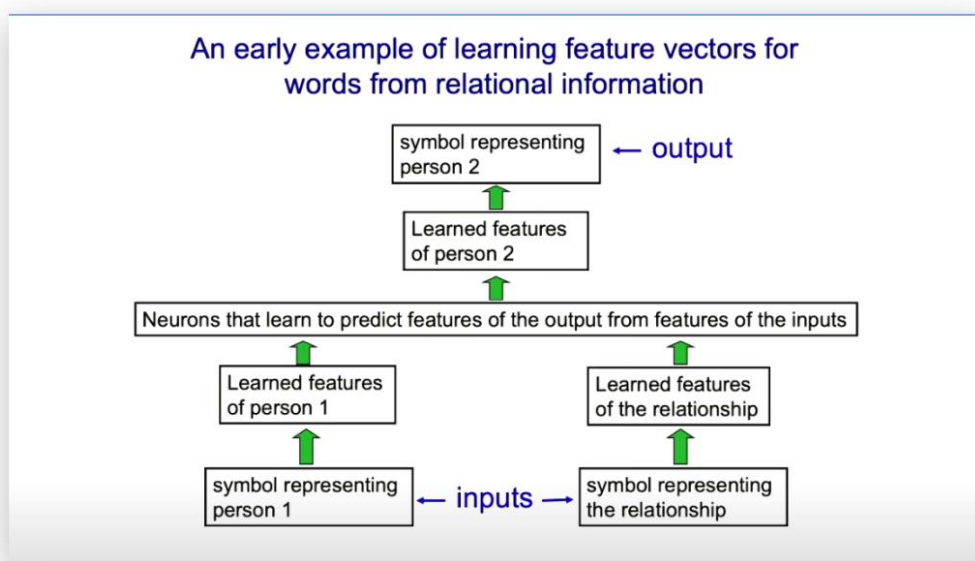 An early example of learning feature vectors for
words from relational information
symbol representing
person 2
← output
Learned features
of person 2
Neurons that learn to predict features of the output from features of the inputs
Learned features
of person 1
Learned features
of the relationship
symbol representing
person 1
← inputs →
symbol representing
the relationship